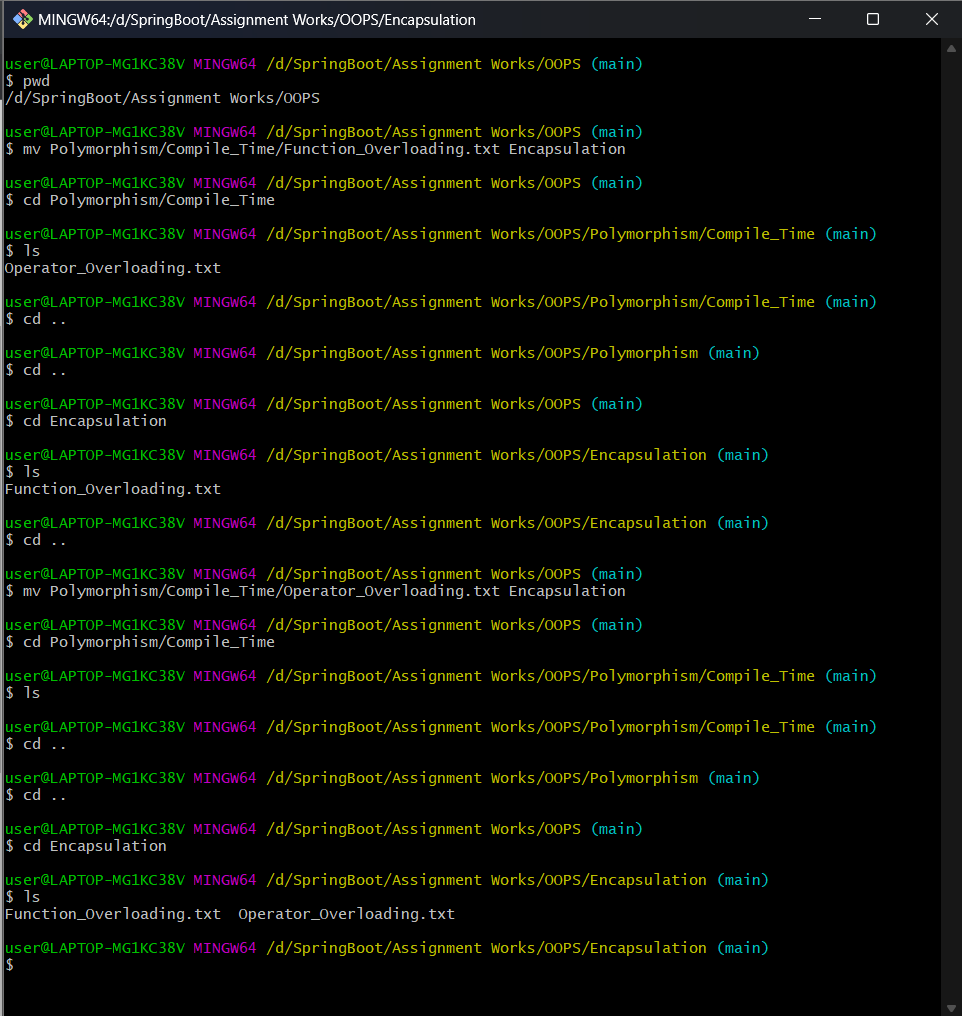 MINGW64:/d/SpringBoot/Assignment Works/OOPS/Encapsulation
user@LAPTOP-MG1KC38V MINGW64 /d/SpringBoot/Assignment Works/OOPS (main)
$ pwd
/d/SpringBoot/Assignment Works/OOPS
user@LAPTOP-MG1KC38V MINGW64 /d/SpringBoot/Assignment Works/OOPS (main)
$ mv Polymorphism/Compile_Time/Function_Overloading.txt Encapsulation
user@LAPTOP-MG1KC38V MINGW64 /d/SpringBoot/Assignment Works/OOPS (main)
$ cd Polymorphism/Compile_Time
user@LAPTOP-MG1KC38V MINGW64 /d/SpringBoot/Assignment Works/OOPS/Polymorphism/Compile_Time (main)
$ ls
Operator_Overloading.txt
user@LAPTOP-MG1KC38V MINGW64 /d/SpringBoot/Assignment Works/OOPS/Polymorphism/Compile_Time (main)
$ cd ..
user@LAPTOP-MG1KC38V MINGW64 /d/SpringBoot/Assignment Works/OOPS/Polymorphism (main)
$ cd ..
user@LAPTOP-MG1KC38V MINGW64 /d/SpringBoot/Assignment Works/OOPS (main)
$ cd Encapsulation
user@LAPTOP-MG1KC38V MINGW64 /d/SpringBoot/Assignment Works/OOPS/Encapsulation (main)
$ ls
Function_Overloading.txt
user@LAPTOP-MG1KC38V MINGW64 /d/SpringBoot/Assignment Works/OOPS/Encapsulation (main)
$ cd ..
user@LAPTOP-MG1KC38V MINGW64 /d/SpringBoot/Assignment Works/OOPS (main)
$ mv Polymorphism/Compile_Time/Operator_Overloading.txt Encapsulation
user@LAPTOP-MG1KC38V MINGW64 /d/SpringBoot/Assignment Works/OOPS (main)
$ cd Polymorphism/Compile_Time
user@LAPTOP-MG1KC38V MINGW64 /d/SpringBoot/Assignment Works/OOPS/Polymorphism/Compile_Time (main)
$ ls
user@LAPTOP-MG1KC38V MINGW64 /d/SpringBoot/Assignment Works/OOPS/Polymorphism/Compile_Time (main)
$ cd ..
user@LAPTOP-MG1KC38V MINGW64 /d/SpringBoot/Assignment Works/OOPS/Polymorphism (main)
$ cd ..
user@LAPTOP-MG1KC38V MINGW64 /d/SpringBoot/Assignment Works/OOPS (main)
$ cd Encapsulation
user@LAPTOP-MG1KC38V MINGW64 /d/SpringBoot/Assignment Works/OOPS/Encapsulation (main)
$ ls
Function_Overloading.txt  Operator_Overloading.txt
user@LAPTOP-MG1KC38V MINGW64 /d/SpringBoot/Assignment Works/OOPS/Encapsulation (main)
$